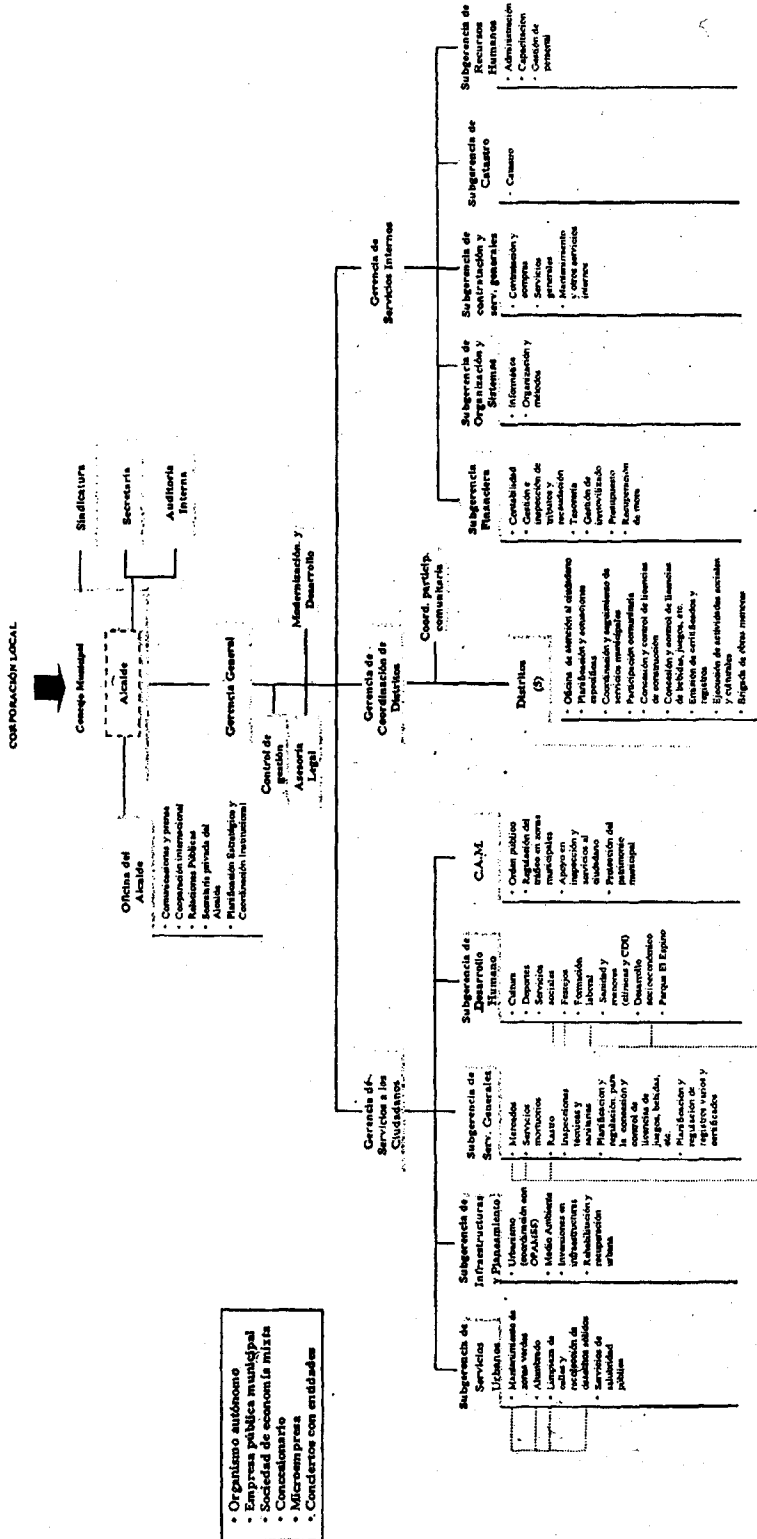 CORPORACIÓN LOCAL
Concejo Municipal
Alcalde
Sindicatura
Secretaría
Auditoría
Interna
Oficina del
Alcalde
• Comunicaciones y prensa
• Cooperación internacional
• Relaciones Públicas
• Secretaría privada del
Alcalde
• Planificación Estratégica y
Coordinación Institucional
Gerencia General
Control de
gestión
Asesoría
Legal
Modernización y
Desarrollo
Gerencia de
Servicios a los
Ciudadanos
Gerencia de
Coordinación de
Distritos
Gerencia de
Servicios Internos
Coord. particip.
comunitaria
• Organismo autónomo
• Empresa pública municipal
• Sociedad de economía mixta
• Concesionario
• Microempresa
• Conciertos con entidades
Subgerencia de
Servicios
Urbanos
• Mantenimiento de
zonas verdes
• Alumbrado
• Limpieza de
calles y
recolección de
desechos sólidos
• Servicios de
salubridad
pública
Subgerencia de
Infraestructuras
y Planeamiento
• Urbanismo
(coordinación con
OPAMSS)
• Medio Ambiente
• Inversiones en
infraestructuras
• Rehabilitación y
recuperación
urbana
Subgerencia de
Serv. Generales
• Mercados
• Servicios
mortuorios
• Rastro
• Inspecciones
técnicas y
sanitarias
• Planificación y
regulación para
la concesión y
control de
licencias de
juegos, bebidas,
etc.
• Planificación y
regulación de
registros varios y
certificados
Subgerencia de
Desarrollo
Humano
• Cultura
• Deportes
• Servicios
sociales
• Festejos
• Formación
laboral
• Sanidad y
menores
(clínicas y CDI)
• Desarrollo
socioeconómico
• Parque El Espino
C.A.M.
• Orden público
• Regulación del
tráfico en zonas
municipales
• Apoyo en
inspección y
servicios al
ciudadano
• Protección del
patrimonio
municipal
Distritos
(5)
• Oficina de atención al ciudadano
• Planificación y actuaciones
específicas
• Coordinación y seguimiento de
servicios municipales
• Participación comunitaria
• Concesión y control de licencias
de construcción
• Concesión y control de licencias
de bebidas, juegos, etc.
• Emisión de certificados y
registros
• Ejecución de actividades sociales
y culturales
• Brigada de obras menores
Subgerencia
Financiera
• Contabilidad
• Gestión e
inspección de
tributos y
recaudación
• Tesorería
• Gestión de
inmovilizado
• Presupuesto
• Recuperación
de mora
Subgerencia de
Organización y
Sistemas
• Informática
• Organización y
métodos
Subgerencia de
contratación y
serv. generales
• Contratación y
compras
• Servicios
generales
• Mantenimiento
y otros servicios
internos
Subgerencia de
Catastro
• Catastro
Subgerencia de
Recursos
Humanos
• Administración
• Capacitación
• Gestión de
personal